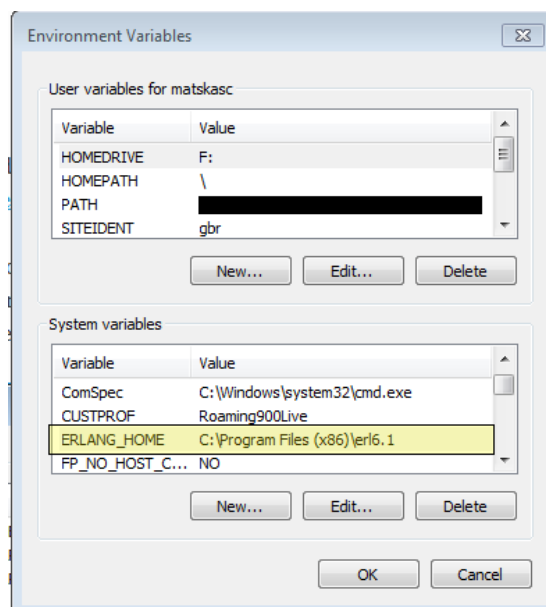 Environment Variables
User variables for matskasc
Variable Value
HOMEDRIVE F:
HOMEPATH \
PATH
SITEIDENT gbr
New... Edit... Delete
System variables
Variable Value
ComSpec C:\Windows\system32\cmd.exe
CUSTPROF Roaming900Live
ERLANG_HOME C:\Program Files (x86)\erl6.1
FP_NO_HOST_C... NO
New... Edit... Delete
OK Cancel